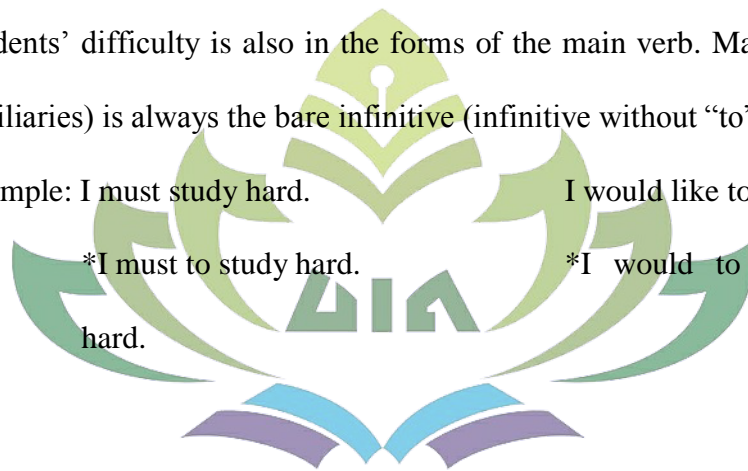 dents’ difficulty is also in the forms of the main verb. Ma
iliaries) is always the bare infinitive (infinitive without “to”
mple: I must study hard. I would like to
*I must to study hard. *I would to
hard.